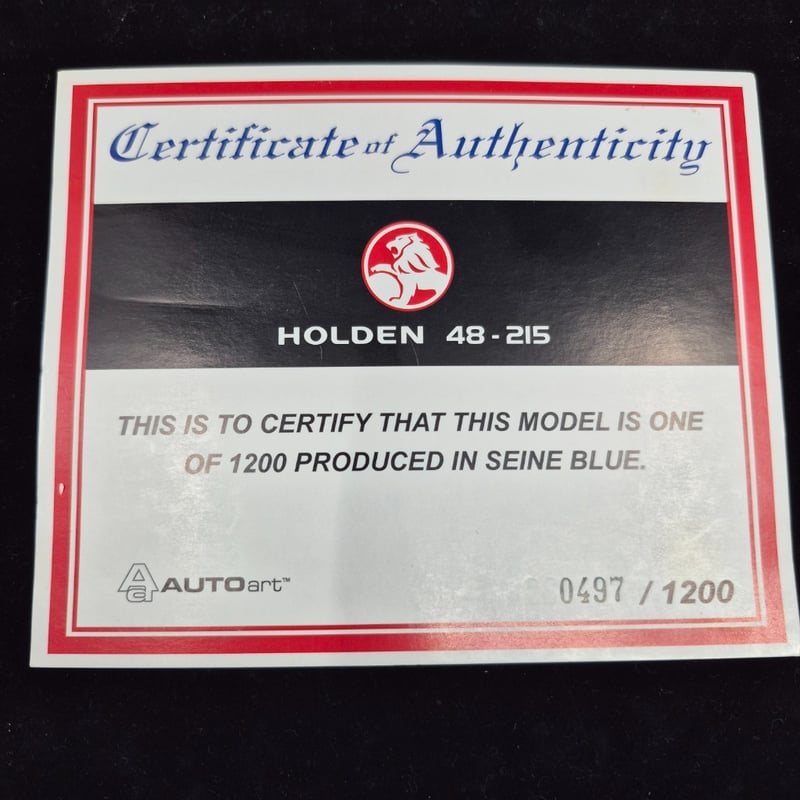 Certificate of Authenticity
HOLDEN 48-215
THIS IS TO CERTIFY THAT THIS MODEL IS ONE
OF 1200 PRODUCED IN SEINE BLUE.
Aa AUTOart™
0497 / 1200